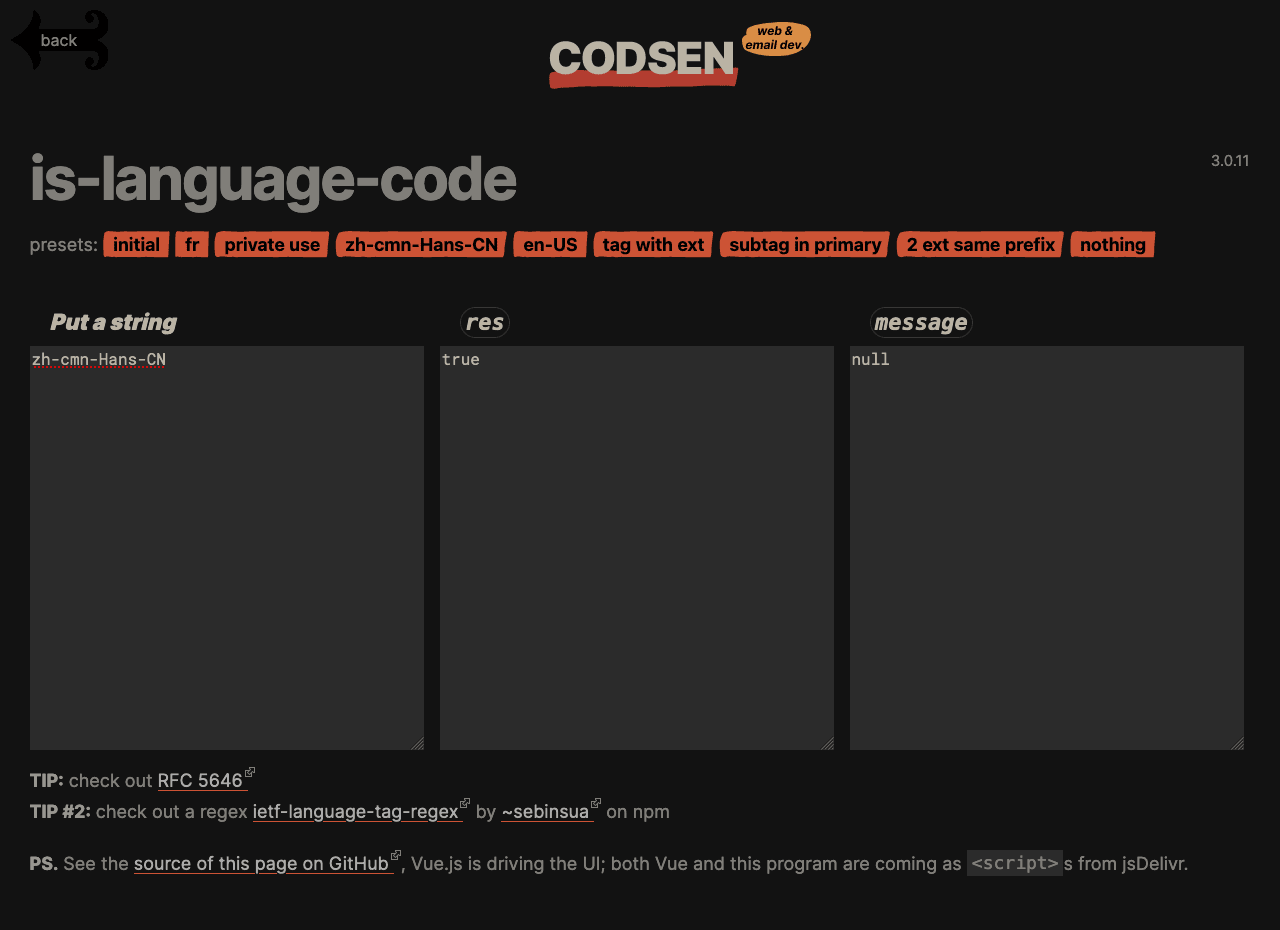 back
CODSEN
web &
email dev.
is-language-code
3.0.11
presets: initial fr private use zh-cmn-Hans-CN en-US tag with ext subtag in primary 2 ext same prefix nothing
Put a string
res
message
zh-cmn-Hans-CN
true
null
TIP: check out RFC 5646
TIP #2: check out a regex ietf-language-tag-regex by ~sebinsua on npm
PS. See the source of this page on GitHub, Vue.js is driving the UI; both Vue and this program are coming as <script>s from jsDelivr.